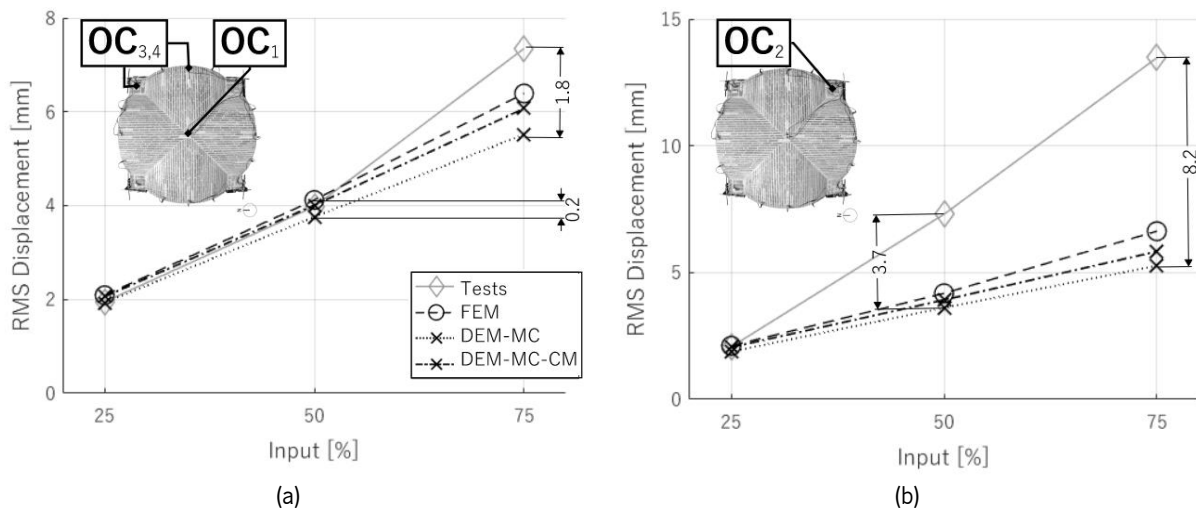 OC3,4
OC1
8
6
4
2
0
RMS Displacement [mm]
1.8
0.2
Tests
FEM
DEM-MC
DEM-MC-CM
25
50
75
Input [%]
(a)
OC2
15
10
5
0
RMS Displacement [mm]
3.7
8.2
25
50
75
Input [%]
(b)